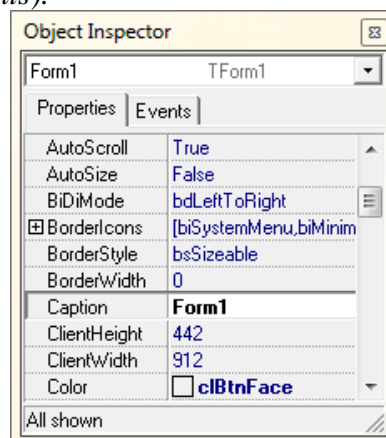 Object Inspector
Form1 TForm1
Properties Events
AutoScroll True
AutoSize False
BiDiMode bdLeftToRight
BorderIcons [biSystemMenu,biMinim
BorderStyle bsSizeable
BorderWidth 0
Caption Form1
ClientHeight 442
ClientWidth 912
Color clBtnFace
All shown